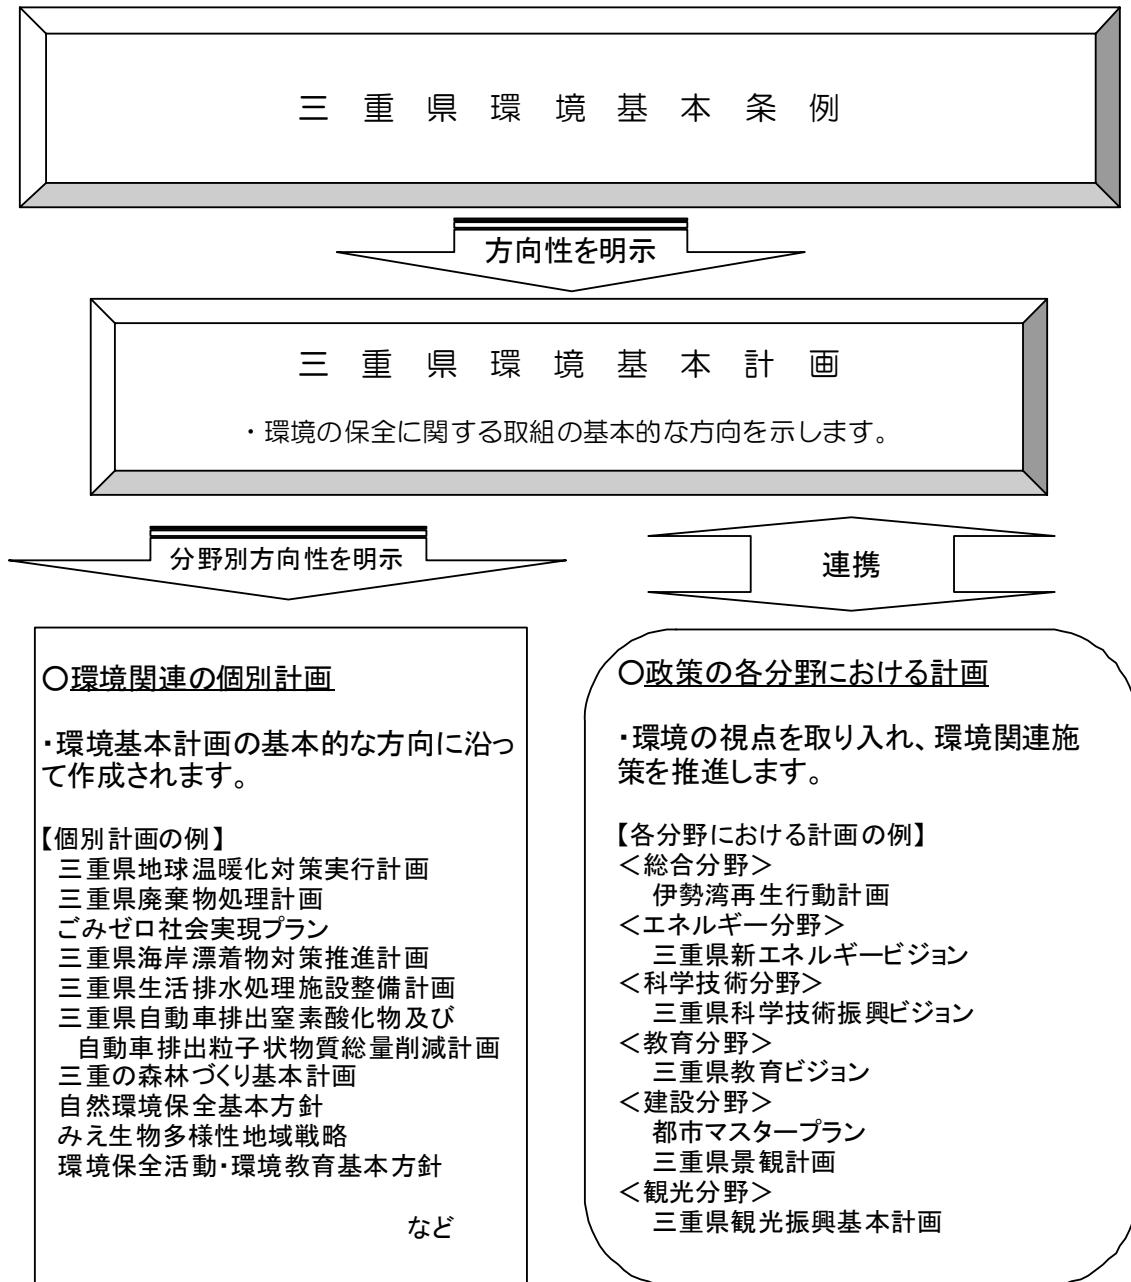 三重県環境基本条例
方向性を明示
三重県環境基本計画
・環境の保全に関する取組の基本的な方向を示します。
分野別方向性を明示
連携
○環境関連の個別計画
・環境基本計画の基本的な方向に沿っ
て作成されます。
【個別計画の例】
三重県地球温暖化対策実行計画
三重県廃棄物処理計画
ごみゼロ社会実現プラン
三重県海岸漂着物対策推進計画
三重県生活排水処理施設整備計画
三重県自動車排出窒素酸化物及び
自動車排出粒子状物質総量削減計画
三重の森林づくり基本計画
自然環境保全基本方針
みえ生物多様性地域戦略
環境保全活動・環境教育基本方針
など
○政策の各分野における計画
・環境の視点を取り入れ、環境関連施
策を推進します。
【各分野における計画の例】
＜総合分野＞
伊勢湾再生行動計画
＜エネルギー分野＞
三重県新エネルギービジョン
＜科学技術分野＞
三重県科学技術振興ビジョン
＜教育分野＞
三重県教育ビジョン
＜建設分野＞
都市マスタープラン
三重県景観計画
＜観光分野＞
三重県観光振興基本計画